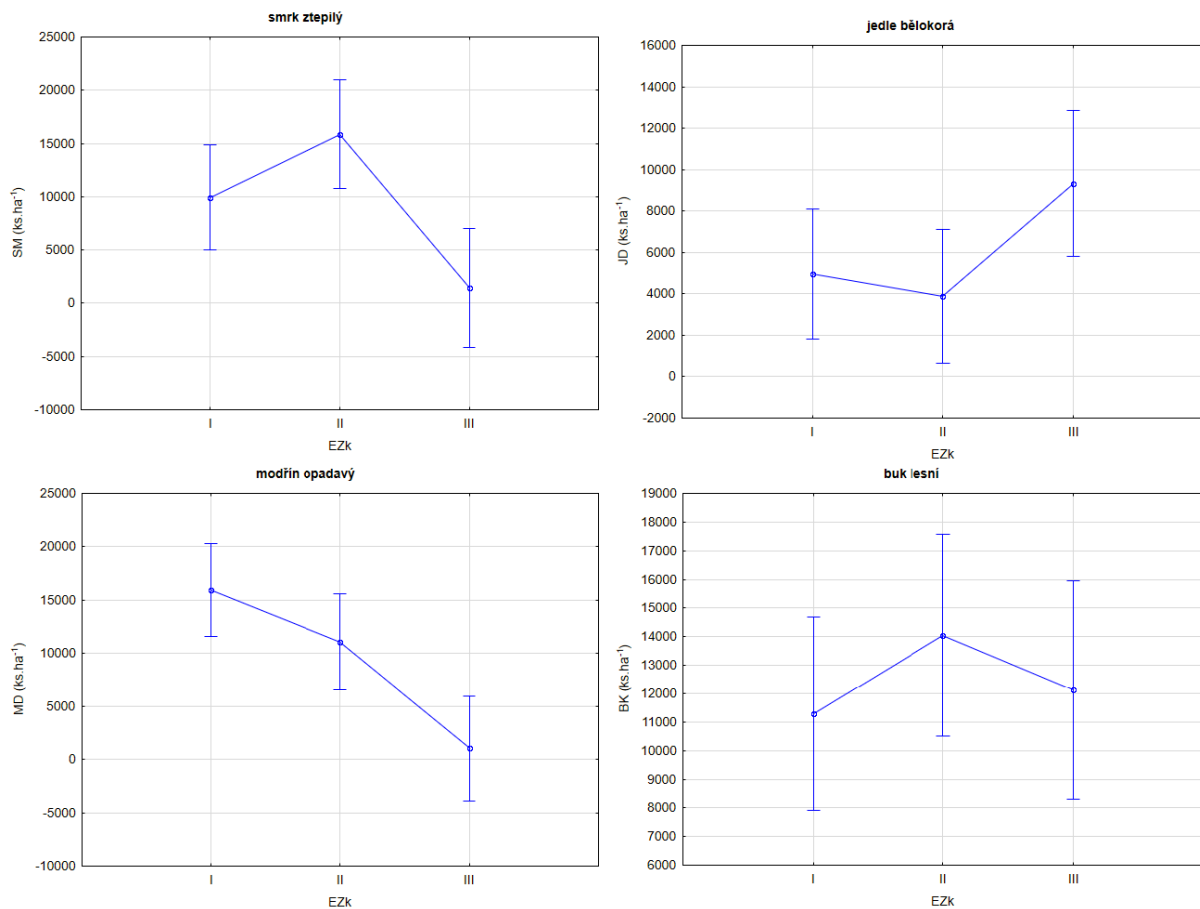 smrk ztepilý
25000
20000
15000
10000
5000
0
-5000
-10000
SM (ks.ha⁻¹)
I II III
EZk
jedle bělokorá
16000
14000
12000
10000
8000
6000
4000
2000
0
-2000
JD (ks.ha⁻¹)
I II III
EZk
modřín opadavý
25000
20000
15000
10000
5000
0
-5000
-10000
MD (ks.ha⁻¹)
I II III
EZk
buk lesní
19000
18000
17000
16000
15000
14000
13000
12000
11000
10000
9000
8000
7000
6000
BK (ks.ha⁻¹)
I II III
EZk